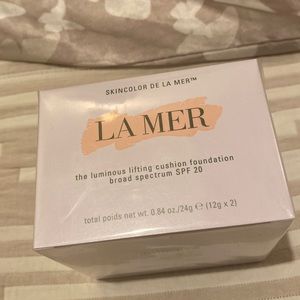 SKINCOLOR DE LA MER™
LA MER
the luminous lifting cushion foundation
broad spectrum SPF 20
total poids net wt. 0.84 oz./24g ℮ (12g x 2)